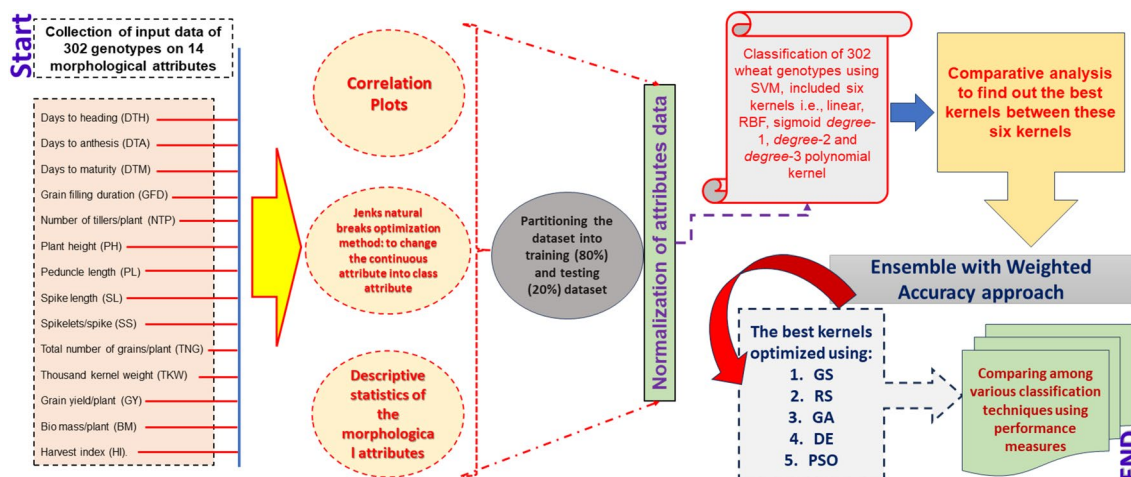 Start
Collection of input data of
302 genotypes on 14
morphological attributes
Days to heading (DTH)
Days to anthesis (DTA)
Days to maturity (DTM)
Grain filling duration (GFD)
Number of tillers/plant (NTP)
Plant height (PH)
Peduncle length (PL)
Spike length (SL)
Spikelets/spike (SS)
Total number of grains/plant (TNG)
Thousand kernel weight (TKW)
Grain yield/plant (GY)
Bio mass/plant (BM)
Harvest index (HI).
Correlation
Plots
Jenks natural
breaks optimization
method: to change
the continuous
attribute into class
attribute
Descriptive
statistics of
the
morphologica
l attributes
Partitioning the
dataset into
training (80%)
and testing
(20%) dataset
Normalization of attributes data
Classification of 302
wheat genotypes using
SVM, included six
kernels i.e., linear,
RBF, sigmoid degree-
1, degree-2 and
degree-3 polynomial
kernel
Comparative analysis
to find out the best
kernels between these
six kernels
Ensemble with Weighted
Accuracy approach
The best kernels
optimized using:
1. GS
2. RS
3. GA
4. DE
5. PSO
Comparing among
various classification
techniques using
performance
measures
END